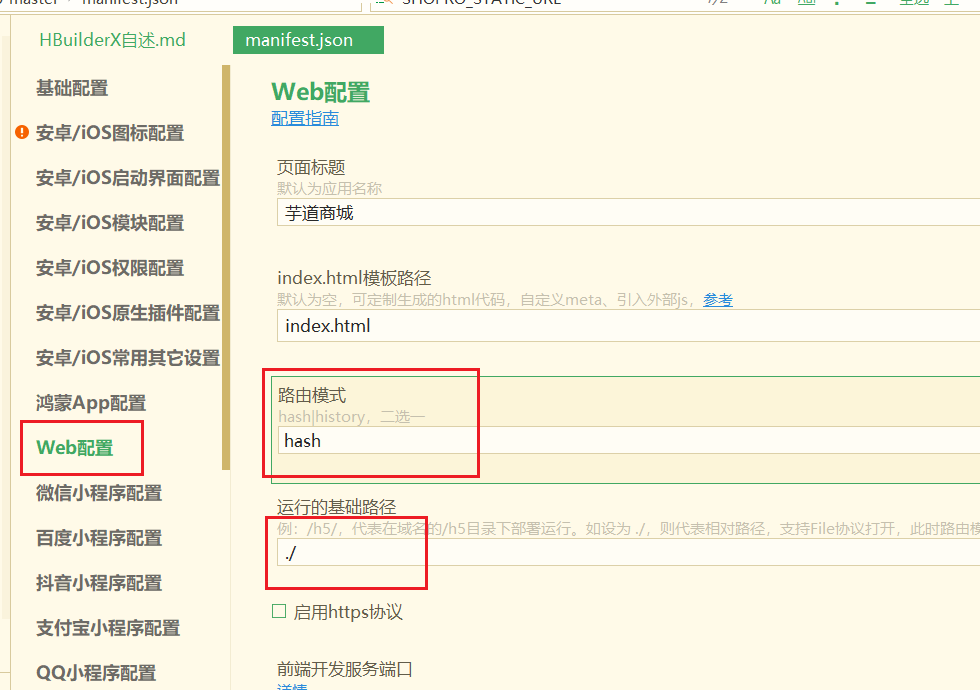 manifest.json
SHOPRO_STATIC_URL
1/2
HBuilderX自述.md
manifest.json
基础配置
安卓/iOS图标配置
安卓/iOS启动界面配置
安卓/iOS模块配置
安卓/iOS权限配置
安卓/iOS原生插件配置
安卓/iOS常用其它设置
鸿蒙App配置
Web配置
微信小程序配置
百度小程序配置
抖音小程序配置
支付宝小程序配置
QQ小程序配置
Web配置
配置指南
页面标题
默认为应用名称
芋道商城
index.html模板路径
默认为空，可定制生成的html代码，自定义meta、引入外部js，参考
index.html
路由模式
hash|history，二选一
hash
运行的基础路径
例：/h5/，代表在域名的/h5目录下部署运行。如设为 ./，则代表相对路径，支持File协议打开，此时路由模
./
启用https协议
前端开发服务端口
详情